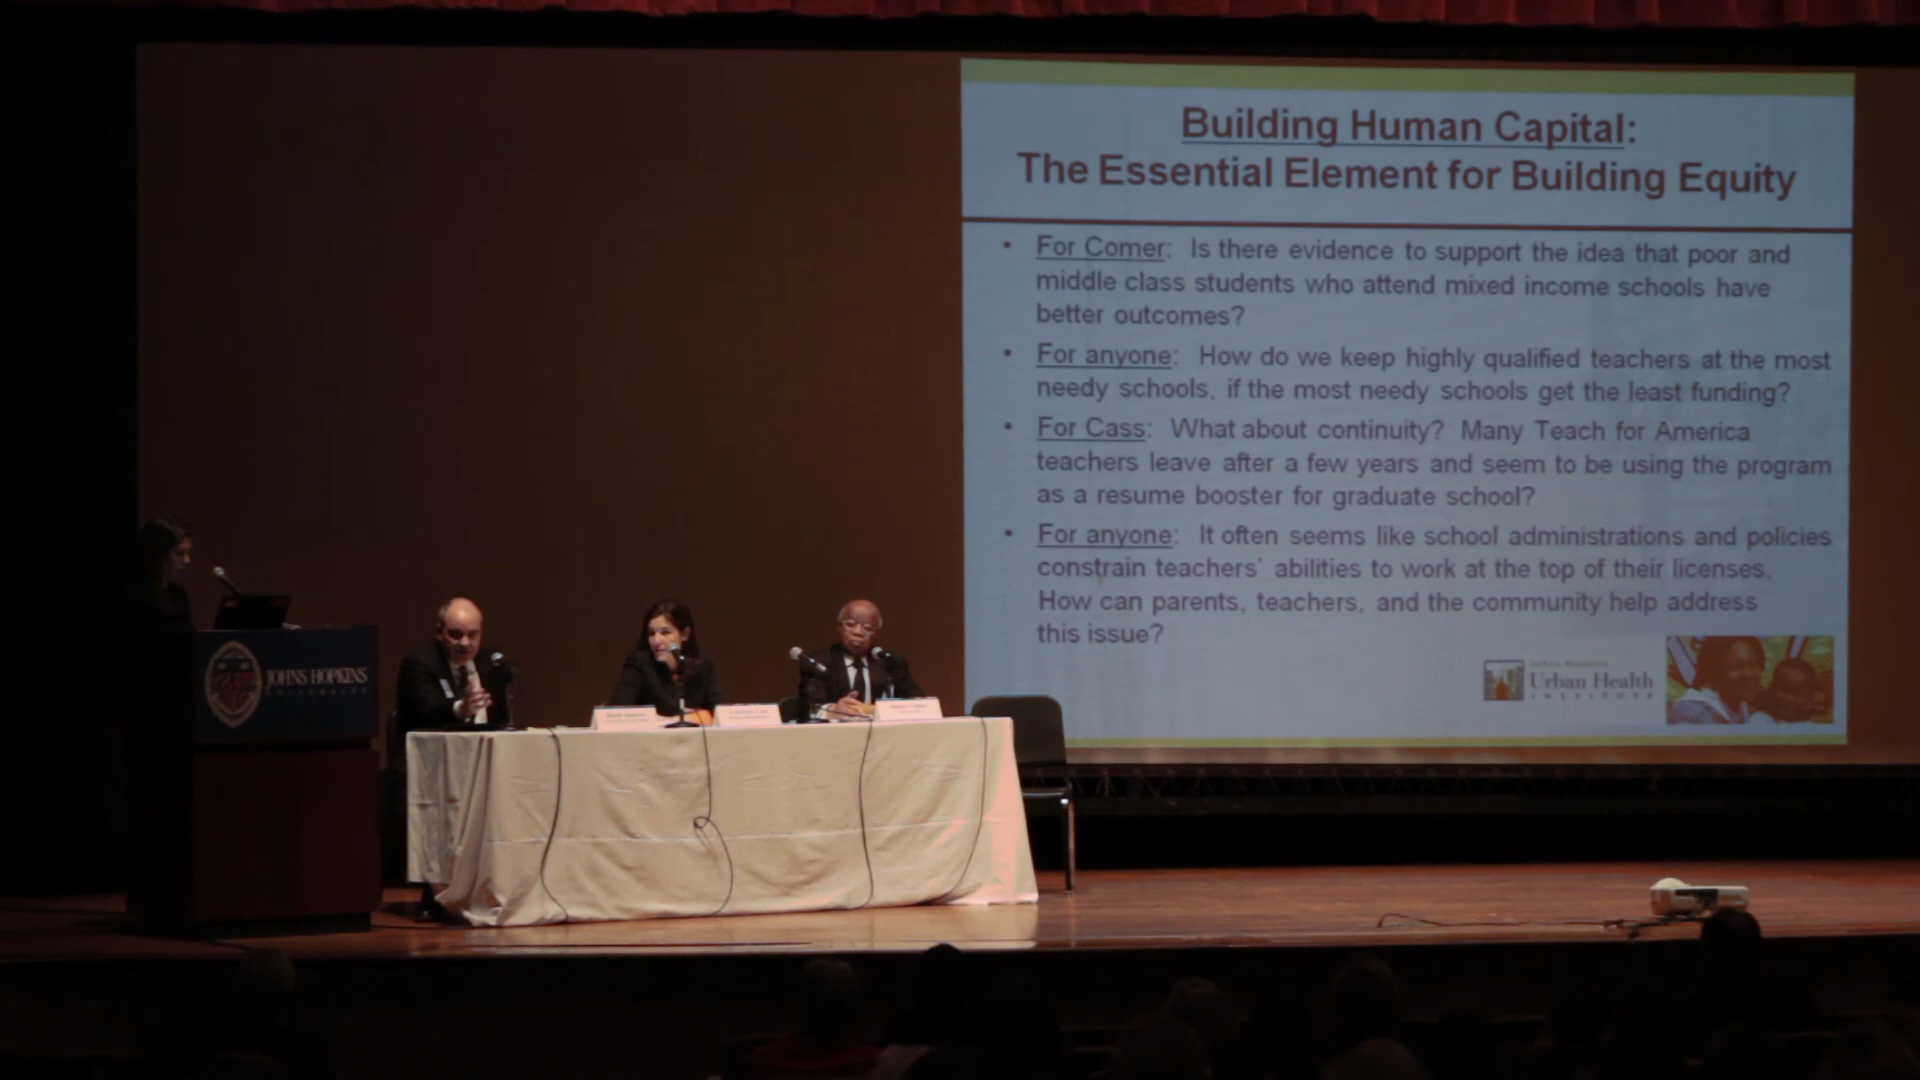 Building Human Capital:
The Essential Element for Building Equity
• For Comer: Is there evidence to support the idea that poor and
middle class students who attend mixed income schools have
better outcomes?
• For anyone: How do we keep highly qualified teachers at the most
needy schools, if the most needy schools get the least funding?
• For Cass: What about continuity? Many Teach for America
teachers leave after a few years and seem to be using the program
as a resume booster for graduate school?
• For anyone: It often seems like school administrations and policies
constrain teachers' abilities to work at the top of their licenses.
How can parents, teachers, and the community help address
this issue?
Urban Health
INSTITUTE
JOHNS HOPKINS
UNIVERSITY